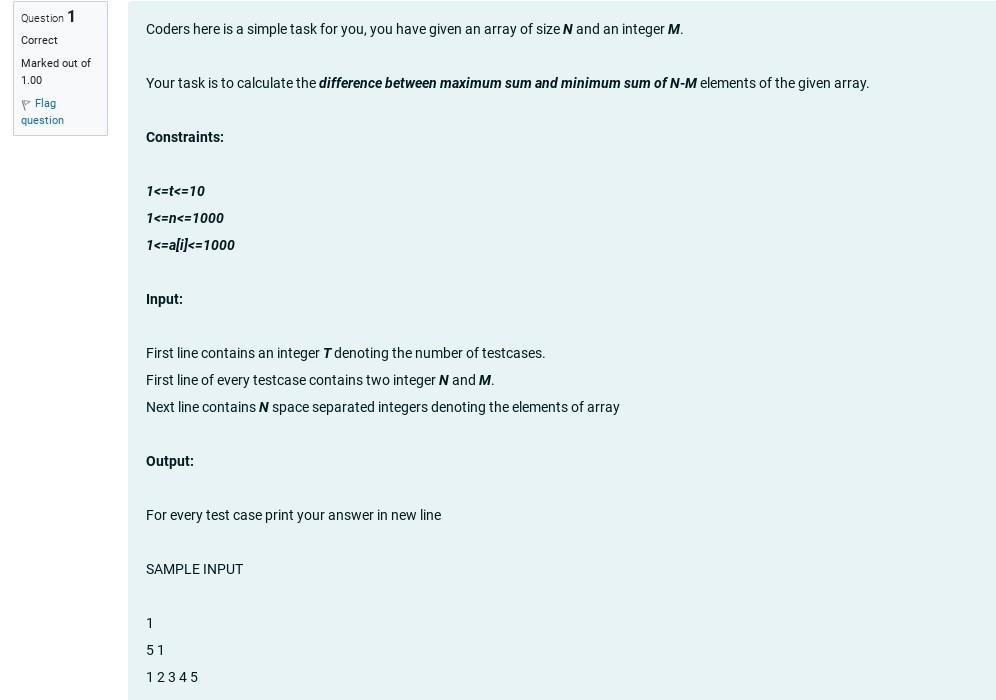 Question 1
Correct
Marked out of
1.00
Flag
question
Coders here is a simple task for you, you have given an array of size N and an integer M.
Your task is to calculate the difference between maximum sum and minimum sum of N-M elements of the given array.
Constraints:
1<=t<=10
1<=n<=1000
1<=a[i]<=1000
Input:
First line contains an integer T denoting the number of testcases.
First line of every testcase contains two integer N and M.
Next line contains N space separated integers denoting the elements of array
Output:
For every test case print your answer in new line
SAMPLE INPUT
1
5 1
1 2 3 4 5